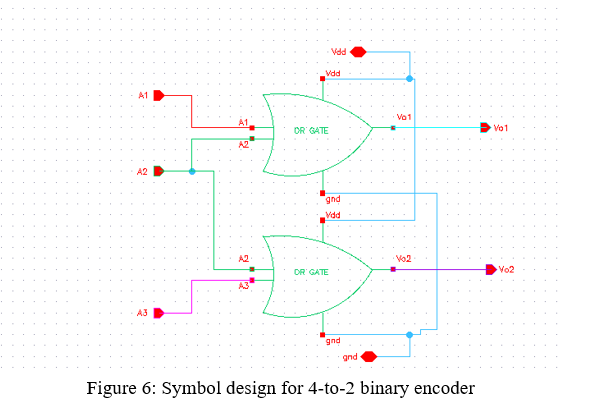 Vdd
Vdd
A1
A1
Vo1
OR GATE
Vo1
A2
A2
gnd
Vdd
A2
Vo2
OR GATE
Vo2
A3
A3
gnd
gnd
Figure 6: Symbol design for 4-to-2 binary encoder